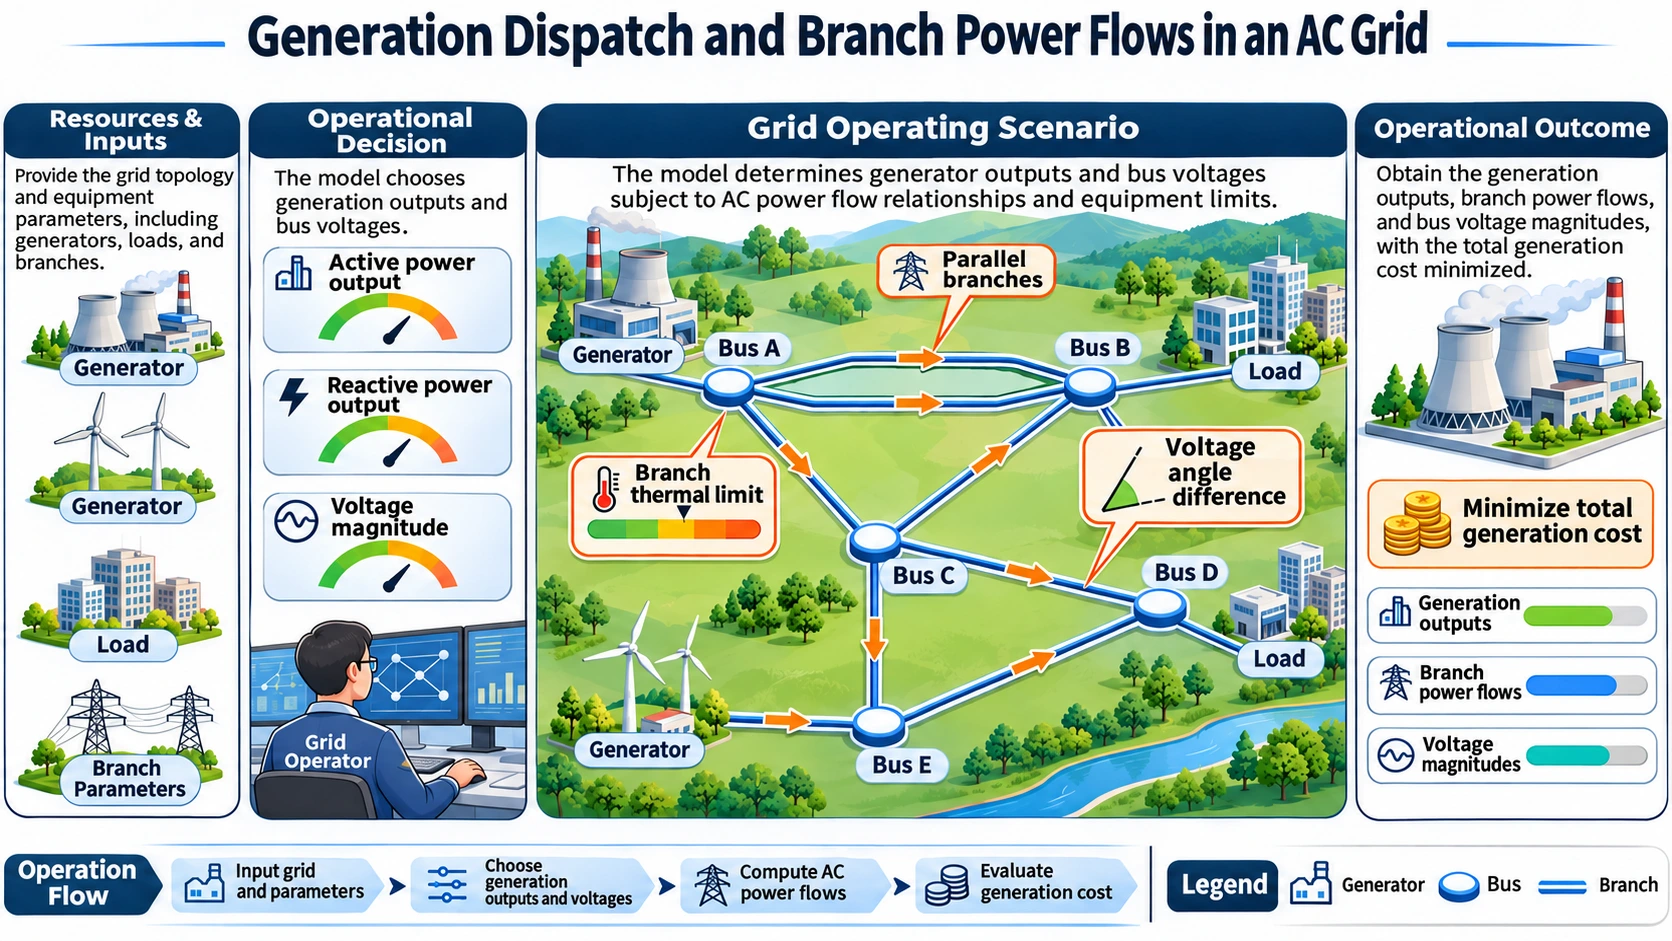 Generation Dispatch and Branch Power Flows in an AC Grid
Resources &
Inputs
Provide the grid topology
and equipment
parameters, including
generators, loads, and
branches.
Generator
Generator
Load
Branch
Parameters
Operational
Decision
The model chooses
generation outputs and
bus voltages.
Active power
output
Reactive power
output
Voltage
magnitude
Grid
Operator
Grid Operating Scenario
The model determines generator outputs and bus voltages
subject to AC power flow relationships and equipment limits.
Parallel
branches
Generator
Bus A
Bus B
Load
Branch
thermal limit
Voltage
angle
difference
Bus C
Bus D
Load
Generator
Bus E
Operational Outcome
Obtain the generation
outputs, branch power flows,
and bus voltage magnitudes,
with the total generation
cost minimized.
Minimize total
generation cost
Generation
outputs
Branch
power flows
Voltage
magnitudes
Operation
Flow
Input grid
and parameters
Choose
generation
outputs and voltages
Compute AC
power flows
Evaluate
generation cost
Legend
Generator
Bus
Branch